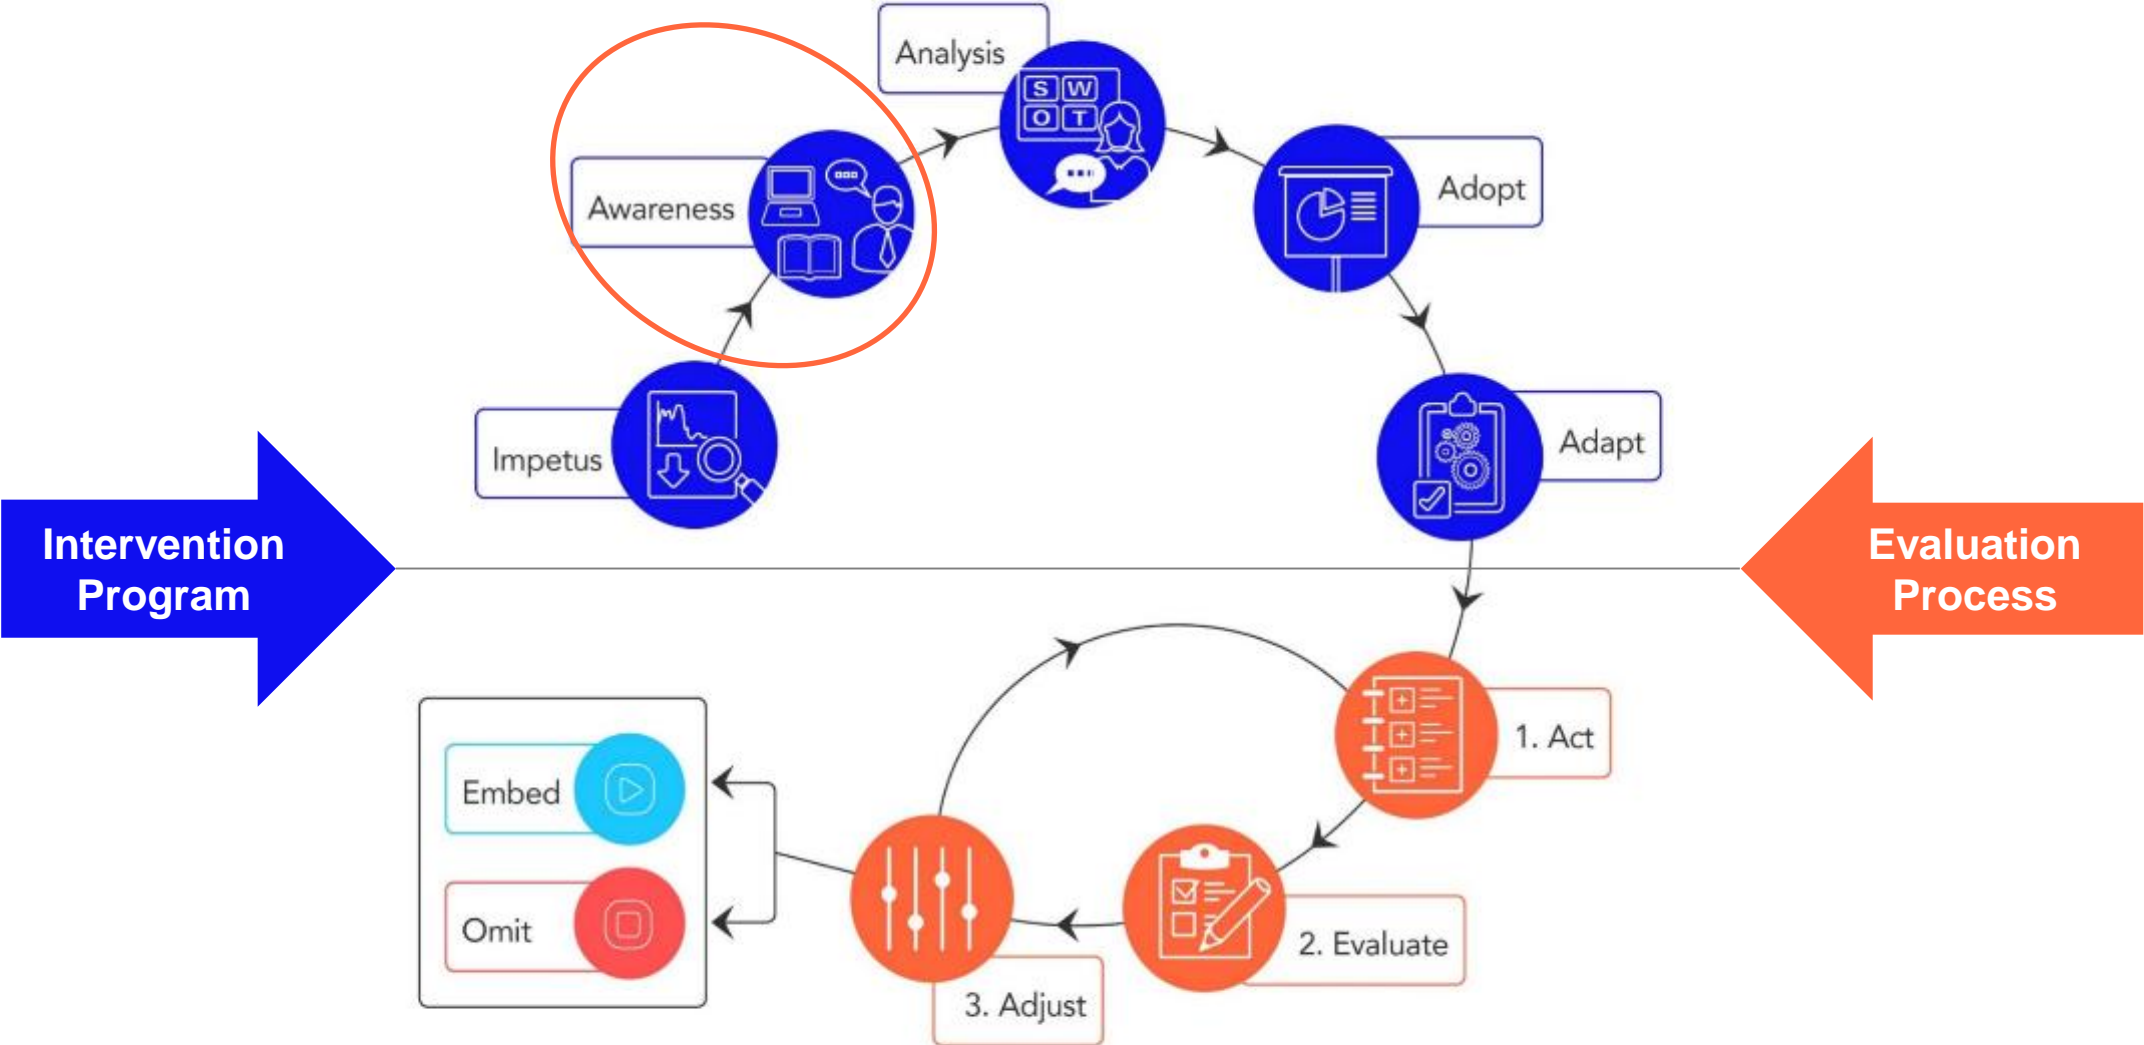 Analysis
S W
O T
Awareness
Adopt
Impetus
Adapt
Intervention
Program
Evaluation
Process
1. Act
Embed
Omit
2. Evaluate
3. Adjust